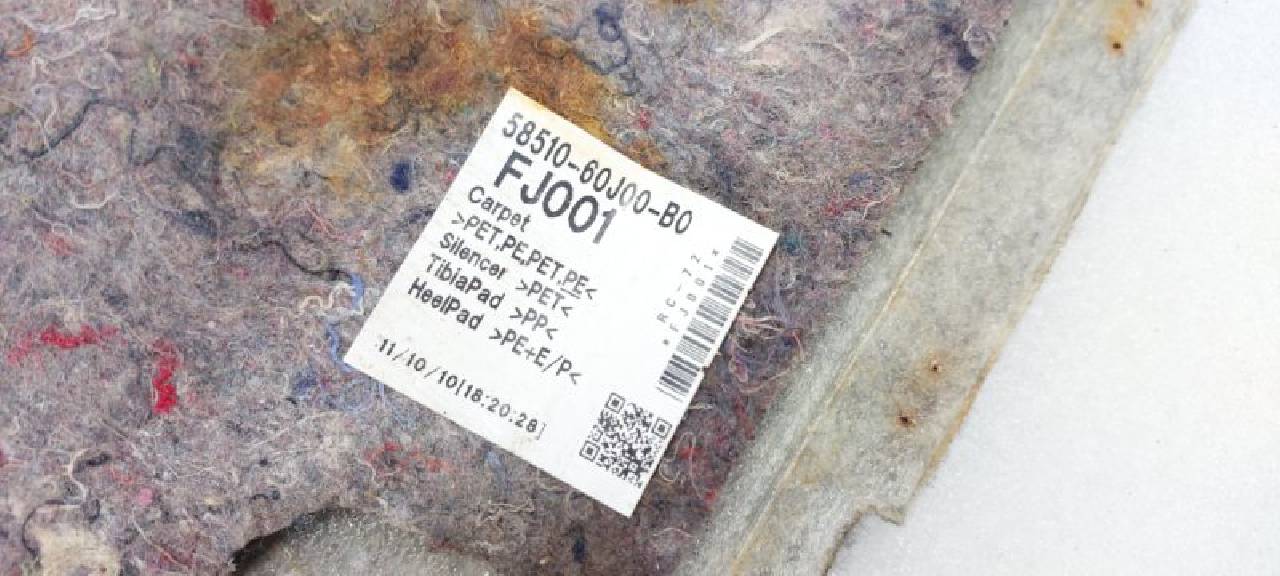 58510-60J00-B0
FJ001
Carpet
>PET,PE,PET,PE<
Silencer >PET<
TibiaPad >PP<
HeelPad >PE+E/P<
11/10/10[18:20:28]